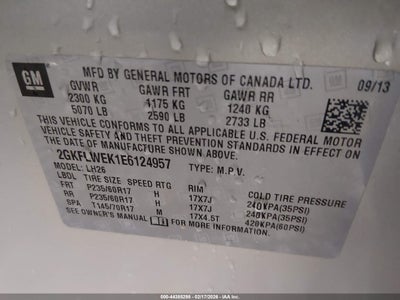 GM
MFD BY GENERAL MOTORS OF CANADA LTD.
GVWR GAWR FRT GAWR RR 09/13
2300 KG 1175 KG 1240 KG
5070 LB 2590 LB 2733 LB
THIS VEHICLE CONFORMS TO ALL APPLICABLE U.S. FEDERAL MOTOR
VEHICLE SAFETY, BUMPER, AND THEFT PREVENTION STANDARDS IN EFFECT ON
THE DATE OF MANUFACTURE SHOWN ABOVE.
2GKFLWEK1E6124957 TYPE: M.P.V.
MODEL: LH26
LBDL TIRE SIZE SPEED RTG RIM COLD TIRE PRESSURE
FRT P235/60R17 H 17X7J 240KPA(35PSI)
RR P235/60R17 H 17X7J 240KPA(35PSI)
SPA T145/70R17 M 17X4.5T 420KPA(60PSI)
SEE OWNER'S MANUAL FOR ADDITIONAL INFORMATION.